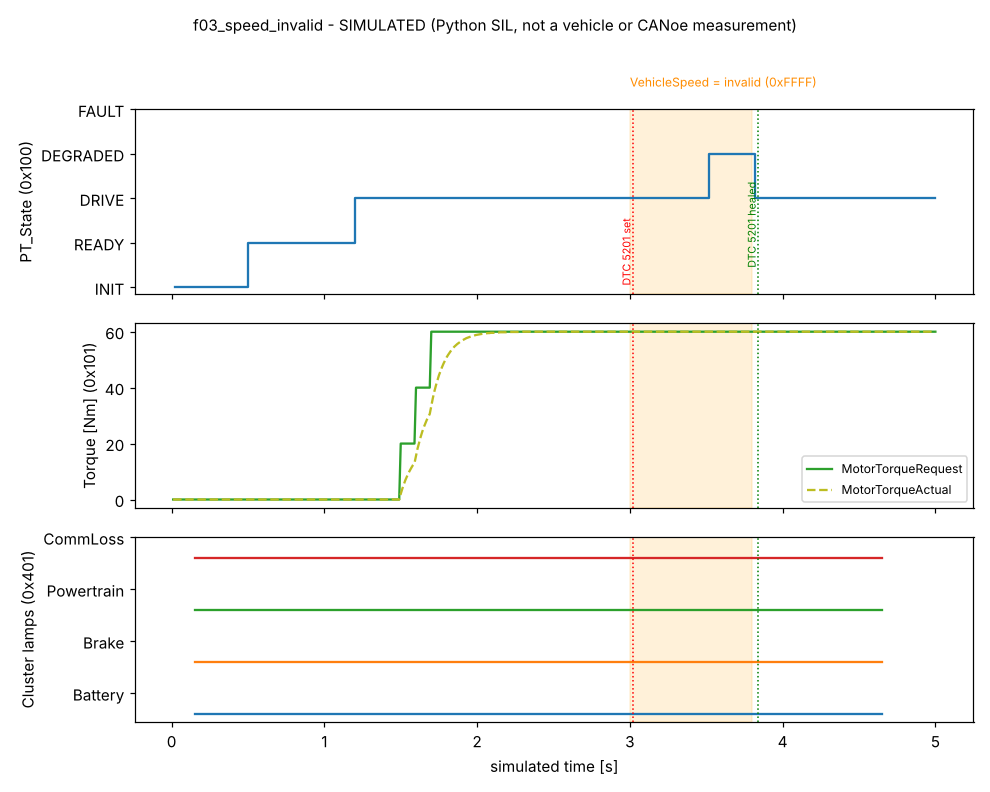 f03_speed_invalid - SIMULATED (Python SIL, not a vehicle or CANoe measurement)
VehicleSpeed = invalid (0xFFFF)
PT_State (0x100)
FAULT
DEGRADED
DRIVE
READY
INIT
DTC 5201 set
DTC 5201 healed
Torque [Nm] (0x101)
60
40
20
0
MotorTorqueRequest
MotorTorqueActual
Cluster lamps (0x401)
CommLoss
Powertrain
Brake
Battery
0 1 2 3 4 5
simulated time [s]